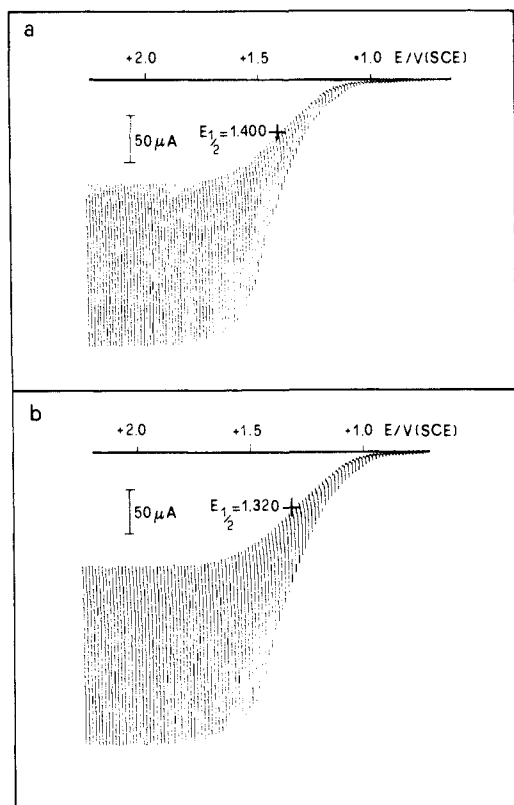 a
+2.0 +1.5 +1.0 E/V(SCE)
50 μA
E½=1.400
b
+2.0 +1.5 +1.0 E/V(SCE)
50 μA
E½=1.320